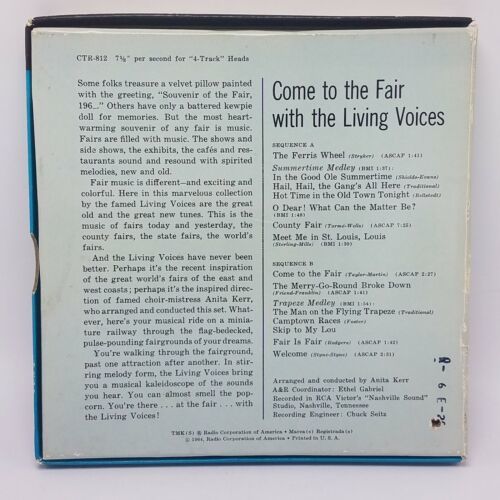 CTR-812 7½" per second for "4-Track" Heads
Some folks treasure a velvet pillow painted
with the greeting, "Souvenir of the Fair,
196..." Others have only a battered kewpie
doll for memories. But the most heart-
warming souvenir of any fair is music.
Fairs are filled with music. The shows and
side shows, the exhibits, the cafés and res-
taurants sound and resound with spirited
melodies, new and old.
Fair music is different—and exciting and
colorful. Here in this marvelous collection
by the famed Living Voices are the great
old and the great new tunes. This is the
music of fairs today and yesterday, the
county fairs, the state fairs, the world's
fairs.
And the Living Voices have never been
better. Perhaps it's the recent inspiration
of the great world's fairs of the east and
west coasts; perhaps it's the inspired direc-
tion of famed choir-mistress Anita Kerr,
who arranged and conducted this set. What-
ever, here's your musical ride on a minia-
ture railway through the flag-bedecked,
pulse-pounding fairgrounds of your dreams.
You're walking through the fairground,
past one attraction after another. In stir-
ring melody form, the Living Voices bring
you a musical kaleidoscope of the sounds
you hear. You can almost smell the pop-
corn. You're there . . . at the fair . . . with
the Living Voices!
Come to the Fair
with the Living Voices
SEQUENCE A
The Ferris Wheel (Stryker) (ASCAP 1:41)
Summertime Medley (BMI 1:37):
In the Good Ole Summertime (Shields-Evans)
Hail, Hail, the Gang's All Here (Traditional)
Hot Time in the Old Town Tonight (Bellstedt)
O Dear! What Can the Matter Be?
(BMI 1:48)
County Fair (Tormé-Wells) (ASCAP 7:25)
Meet Me in St. Louis, Louis
(Sterling-Mills) (BMI 1:30)
SEQUENCE B
Come to the Fair (Taylor-Martin) (ASCAP 2:27)
The Merry-Go-Round Broke Down
(Friend-Franklin) (ASCAP 1:41)
Trapeze Medley (BMI 1:54):
The Man on the Flying Trapeze (Traditional)
Camptown Races (Foster)
Skip to My Lou
Fair Is Fair (Rodgers) (ASCAP 1:42)
Welcome (Styne-Styne) (ASCAP 2:31)
Arranged and conducted by Anita Kerr
A&R Coordinator: Ethel Gabriel
Recorded in RCA Victor's "Nashville Sound"
Studio, Nashville, Tennessee
Recording Engineer: Chuck Seitz
TMK(S) ® Radio Corporation of America • Marca(s) Registrada(s)
© 1964, Radio Corporation of America • Printed in U. S. A.